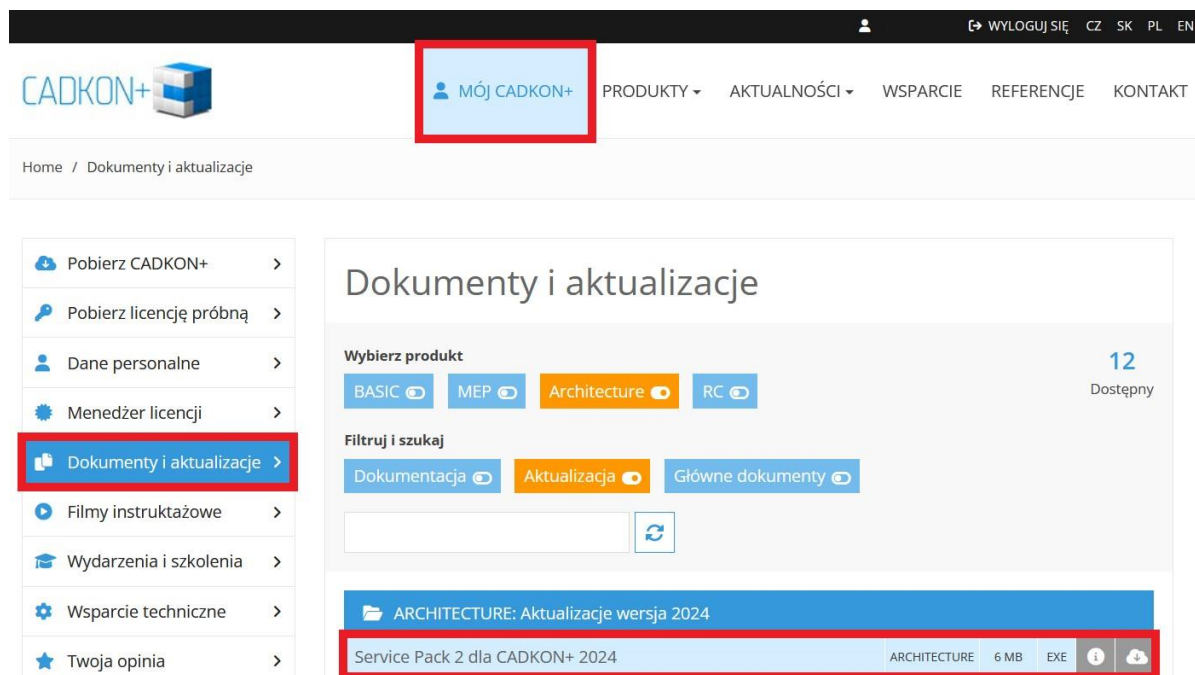 WYLOGUJ SIĘ CZ SK PL EN
CADKON+
MÓJ CADKON+ PRODUKTY AKTUALNOŚCI WSPARCIE REFERENCJE KONTAKT
Home / Dokumenty i aktualizacje
Pobierz CADKON+
Pobierz licencję próbną
Dane personalne
Menedżer licencji
Dokumenty i aktualizacje
Filmy instruktażowe
Wydarzenia i szkolenia
Wsparcie techniczne
Twoja opinia
Dokumenty i aktualizacje
Wybierz produkt
BASIC MEP Architecture RC
12
Dostępny
Filtruj i szukaj
Dokumentacja Aktualizacja Główne dokumenty
ARCHITECTURE: Aktualizacje wersja 2024
Service Pack 2 dla CADKON+ 2024 ARCHITECTURE 6 MB EXE